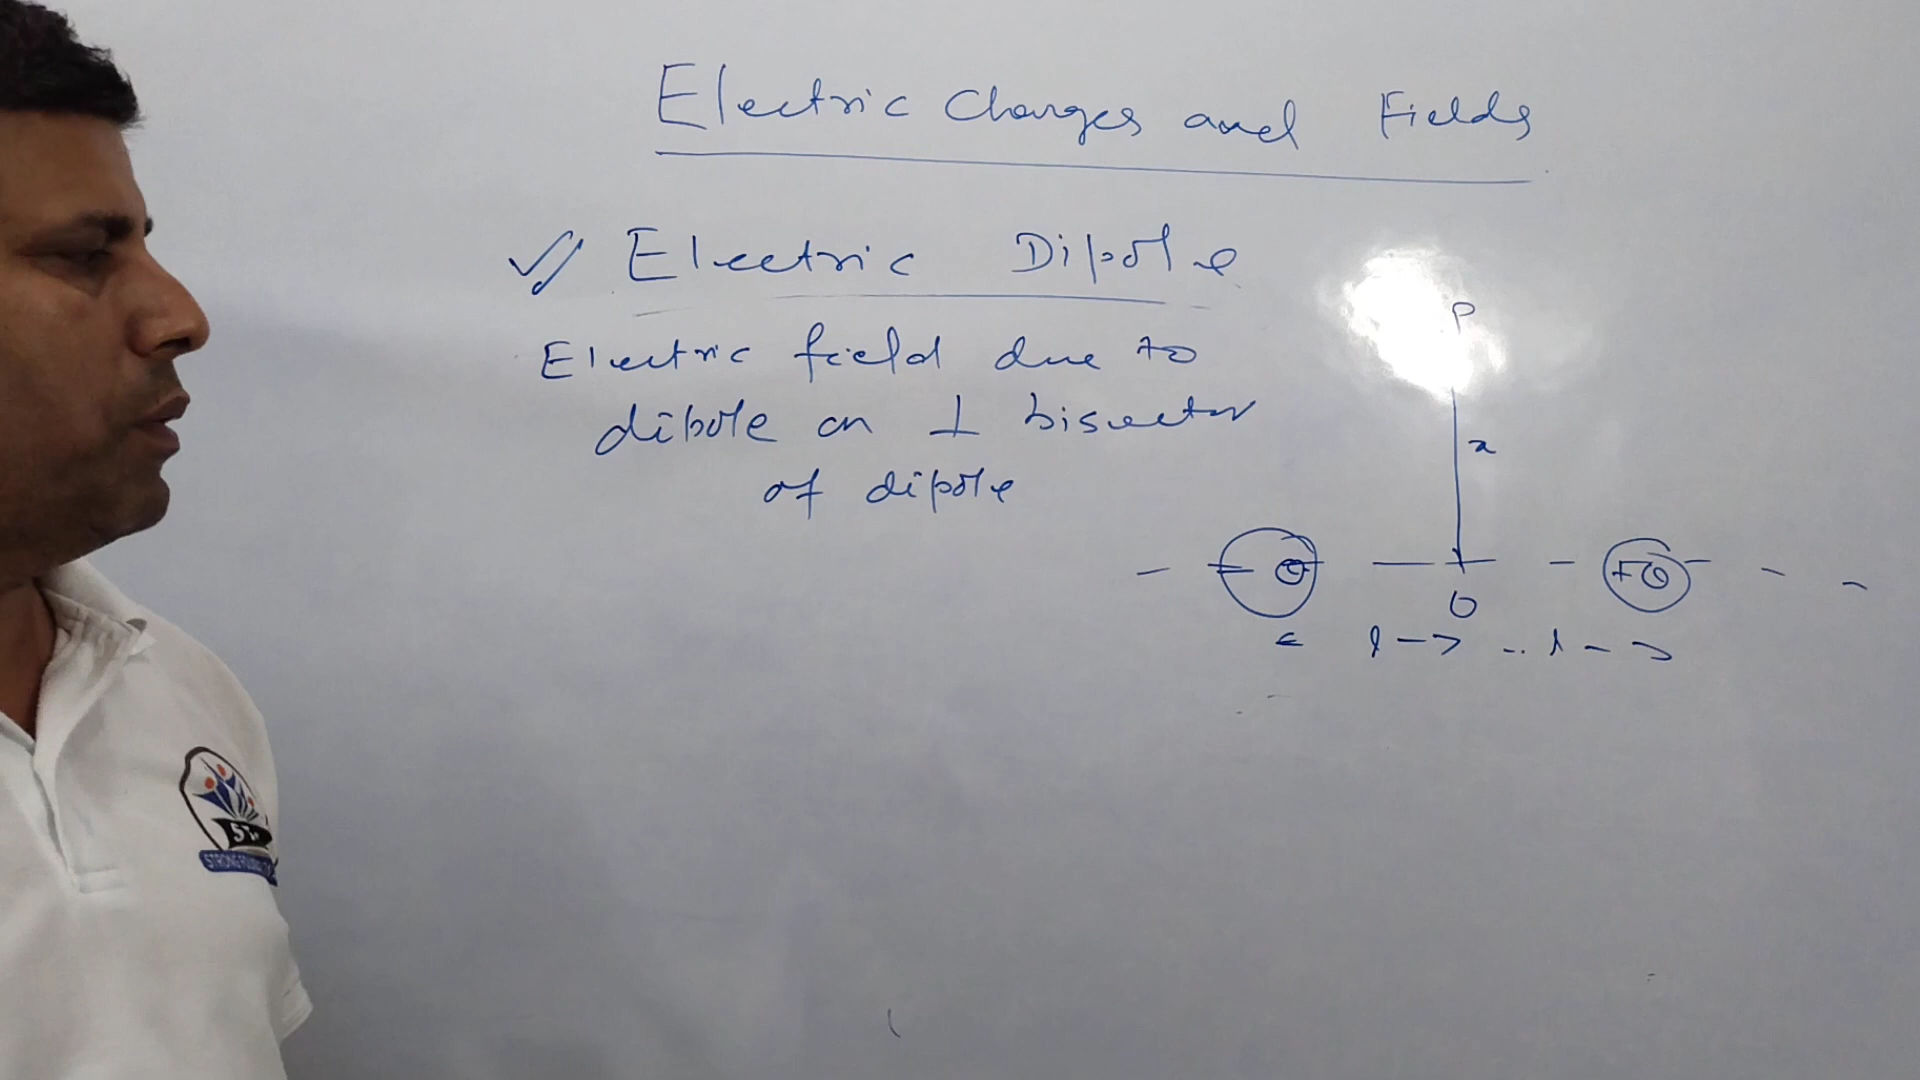 Electric Charges and Fields
Electric Dipole
Electric field due to
dipole on ⊥ bisector
of dipole
P
x
O
l l